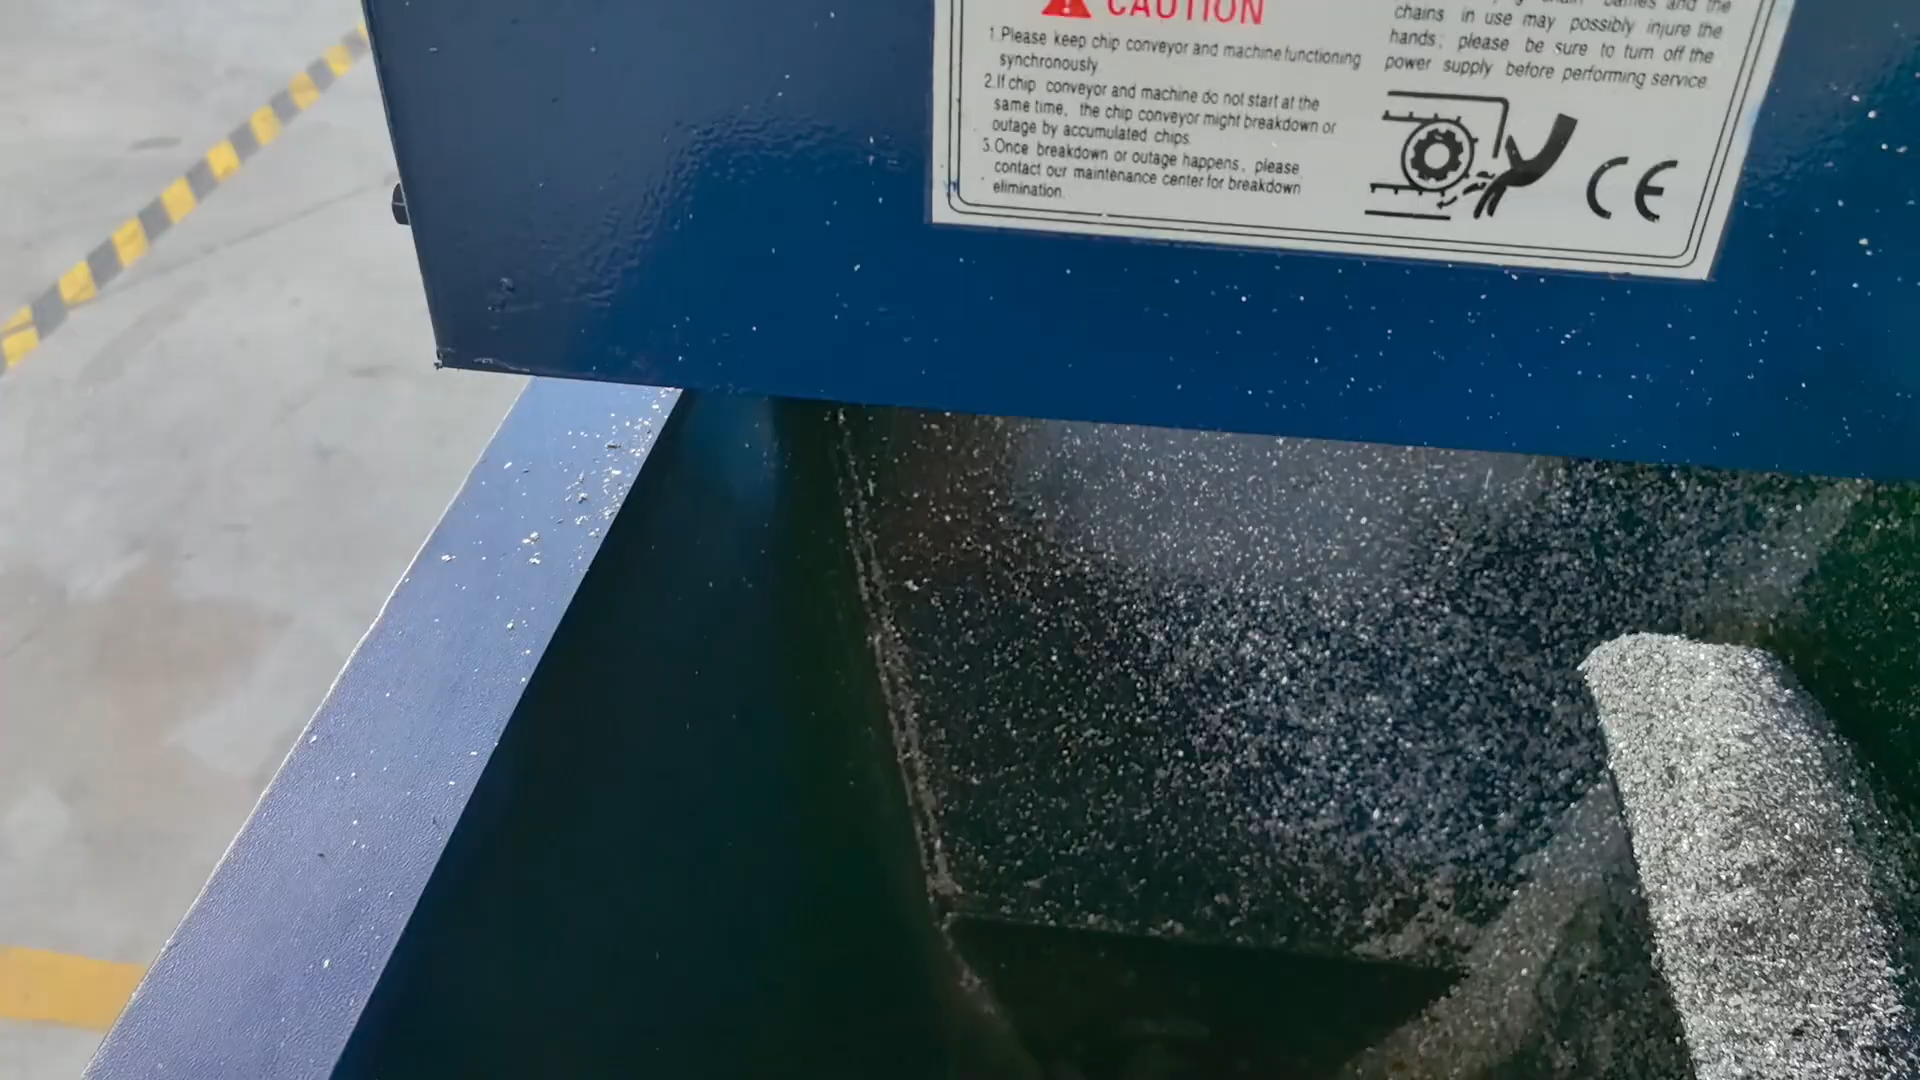 CAUTION
1.Please keep chip conveyor and machine functioning
synchronously
2.If chip conveyor and machine do not start at the
same time, the chip conveyor might breakdown or
outage by accumulated chips.
3.Once breakdown or outage happens, please
contact our maintenance center for breakdown
elimination.
and the
chains in use may possibly injure the
hands; please be sure to turn off the
power supply before performing service
CE